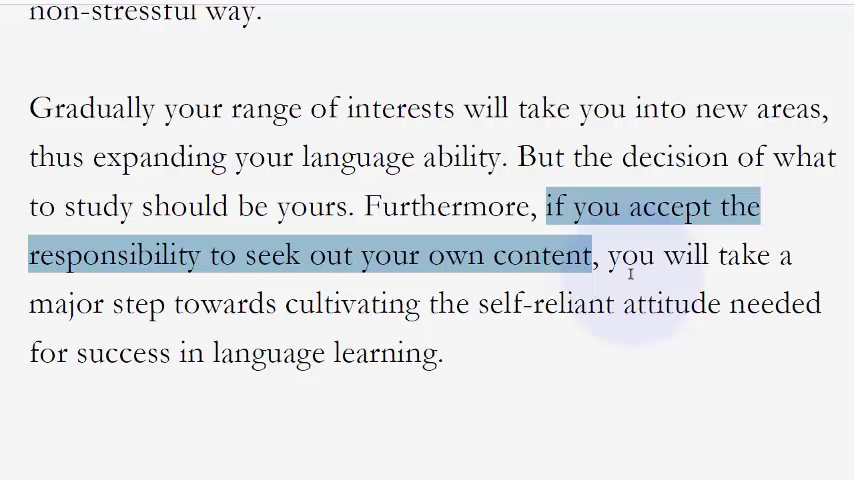 non-stressful way.
Gradually your range of interests will take you into new areas,
thus expanding your language ability. But the decision of what
to study should be yours. Furthermore, if you accept the
responsibility to seek out your own content, you will take a
major step towards cultivating the self-reliant attitude needed
for success in language learning.